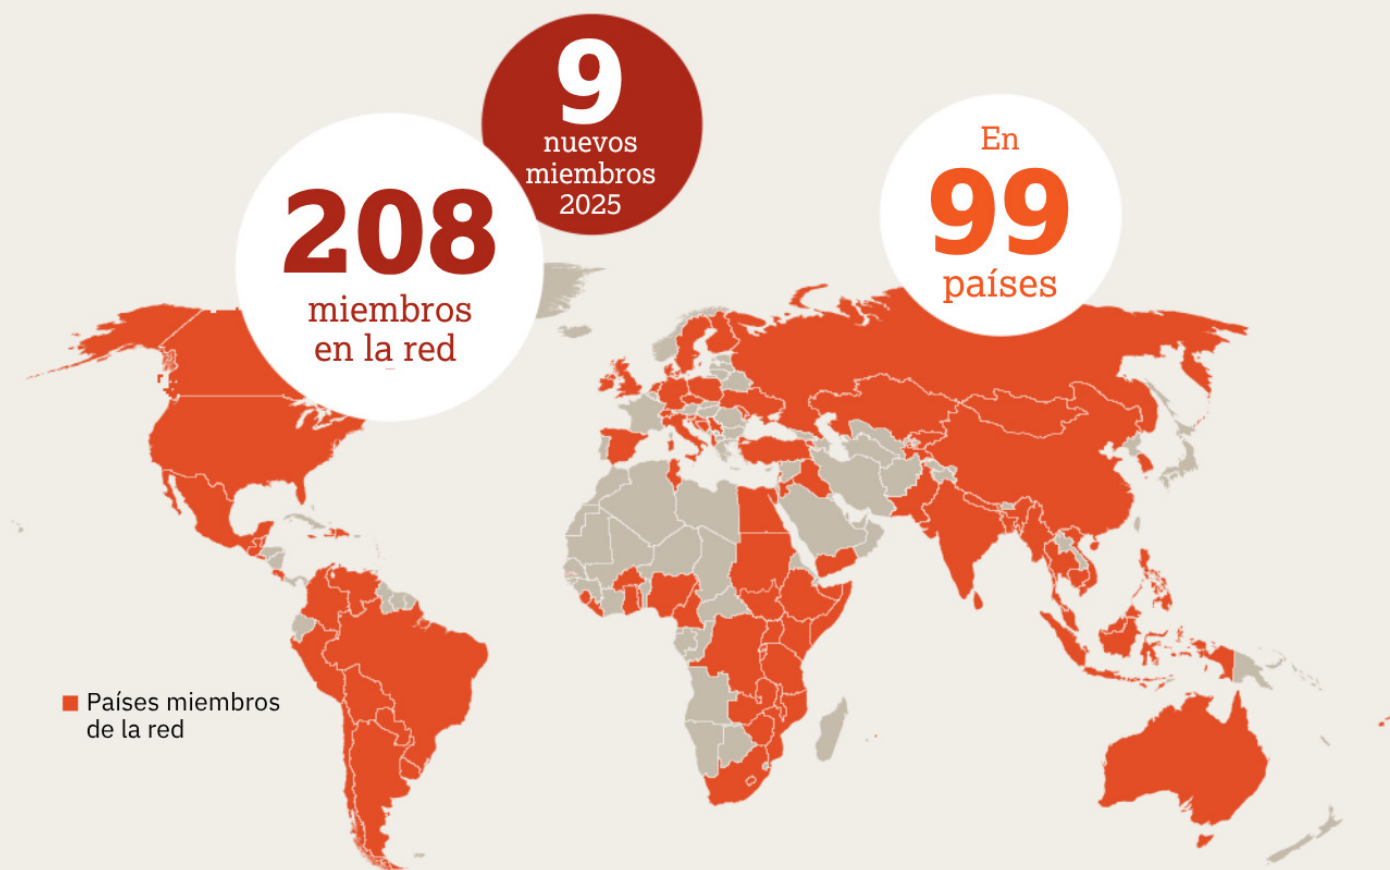 9
nuevos
miembros
2025
208
miembros
en la red
En
99
países
Países miembros
de la red